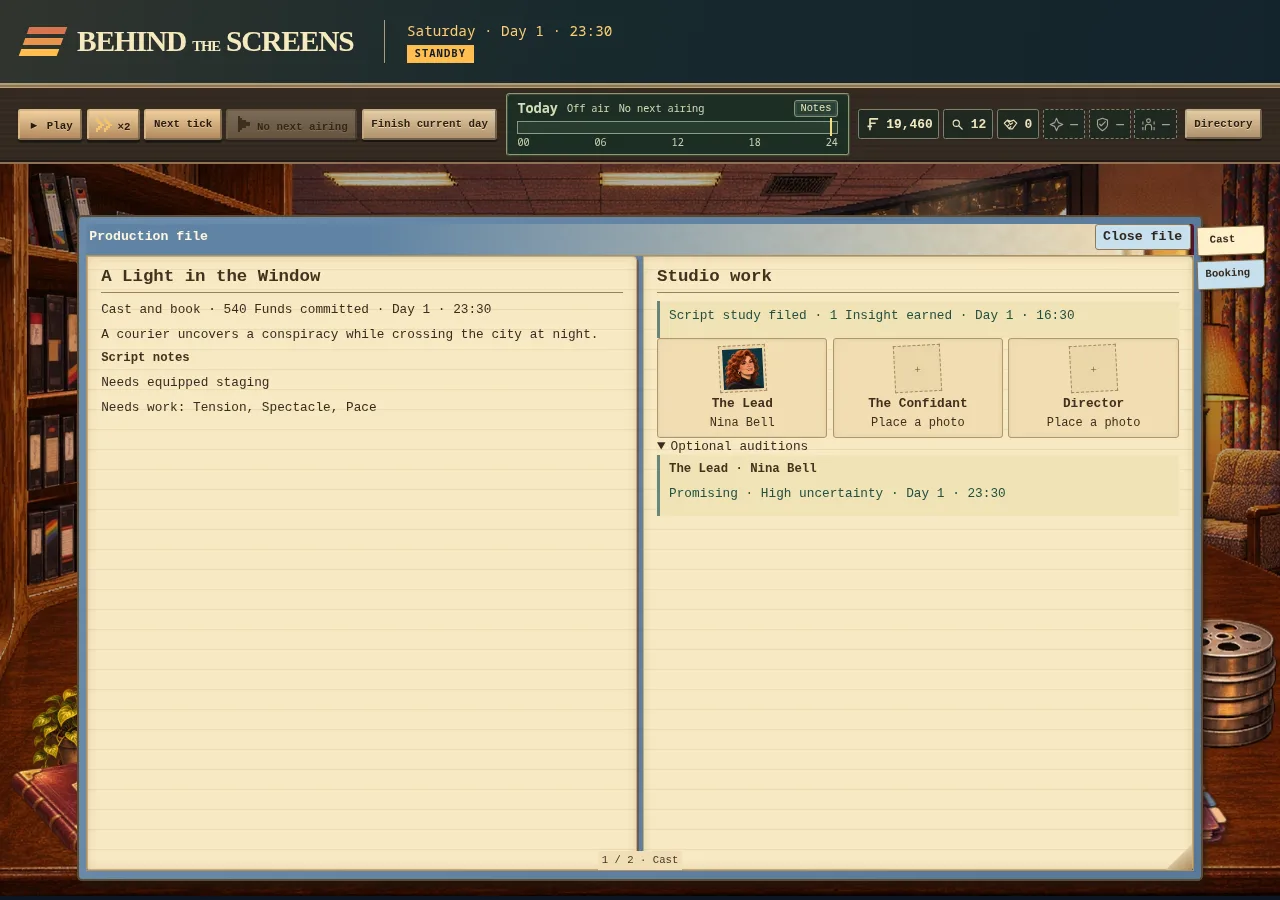 BEHIND THE SCREENS
Saturday · Day 1 · 23:30
STANDBY
► Play
×2
Next tick
No next airing
Finish current day
Today Off air No next airing
Notes
00 06 12 18 24
19,460
12
0
—
—
—
Directory
Production file
Close file
Cast
Booking
A Light in the Window
Cast and book · 540 Funds committed · Day 1 · 23:30
A courier uncovers a conspiracy while crossing the city at night.
Script notes
Needs equipped staging
Needs work: Tension, Spectacle, Pace
Studio work
Script study filed · 1 Insight earned · Day 1 · 16:30
The Lead
Nina Bell
+
The Confidant
Place a photo
+
Director
Place a photo
▼ Optional auditions
The Lead · Nina Bell
Promising · High uncertainty · Day 1 · 23:30
1 / 2 · Cast